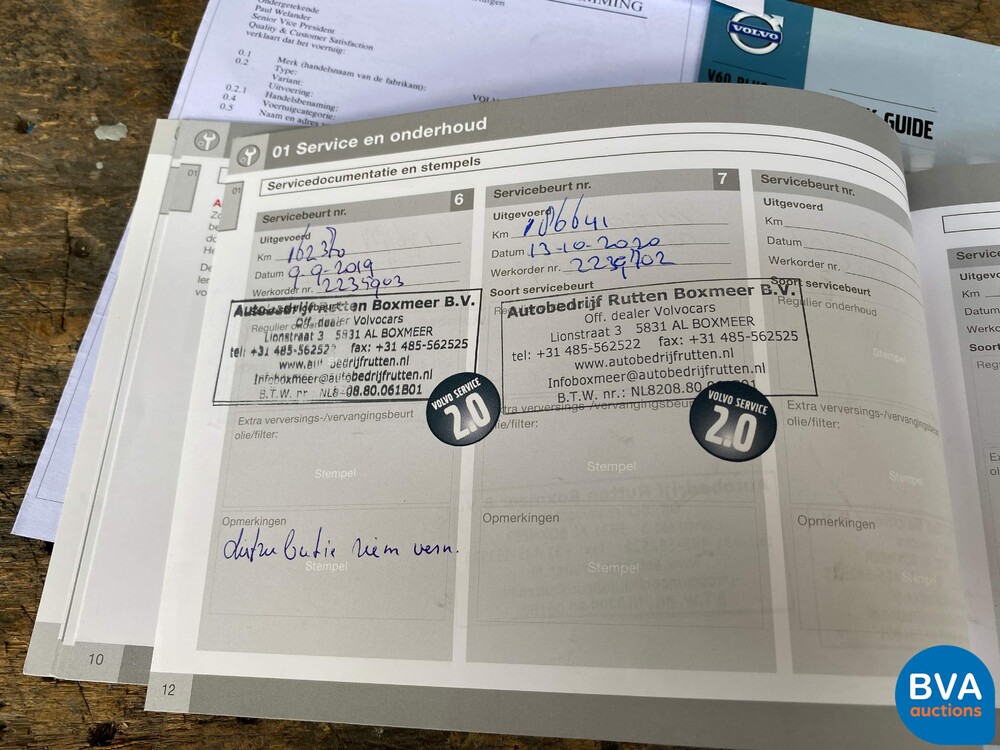 Ondergetekende
Paul Welander
Senior Vice President
Quality & Customer Satisfaction
verklaart dat het voertuig:
0.1 Merk (handelsnaam van de fabrikant):
0.2 Type:
Variant:
Uitvoering:
0.2.1 Handelsbenaming:
0.4 Voertuigcategorie:
0.5 Naam en adres
VOLVO
V60
GUIDE
01 Service en onderhoud
Servicedocumentatie en stempels
01
01
Servicebeurt nr. 6
Uitgevoerd
Km
Datum 9-9-2019
Werkorder nr. 2235903
Autobedrijf Rutten Boxmeer B.V.
Off. dealer Volvocars
Lionstraat 3 5831 AL BOXMEER
tel: +31 485-562522 fax: +31 485-562525
www.autobedrijfrutten.nl
Infoboxmeer@autobedrijfrutten.nl
B.T.W. nr.: NL8208.80.061B01
VOLVO SERVICE
2.0
olie/filter:
Stempel
Opmerkingen
distributie riem verv.
Stempel
Servicebeurt nr. 7
Uitgevoerd
Km 186641
Datum 13-10-2020
Werkorder nr. 2239702
Soort servicebeurt
Autobedrijf Rutten Boxmeer B.V.
Off. dealer Volvocars
Lionstraat 3 5831 AL BOXMEER
tel: +31 485-562522 fax: +31 485-562525
www.autobedrijfrutten.nl
Infoboxmeer@autobedrijfrutten.nl
B.T.W. nr.: NL8208.80
Extra verversings-/vervangingsbeurt
olie/filter:
VOLVO SERVICE
2.0
Stempel
Opmerkingen
Stempel
Servicebeurt nr.
Uitgevoerd
Km
Datum
Werkorder nr.
Soort servicebeurt
Regulier onderhoud
Stempel
Extra verversings-/vervangingsbeurt
olie/filter:
Stempel
Opmerkingen
Stempel
Km
Datum
10
12
BVA
auctions